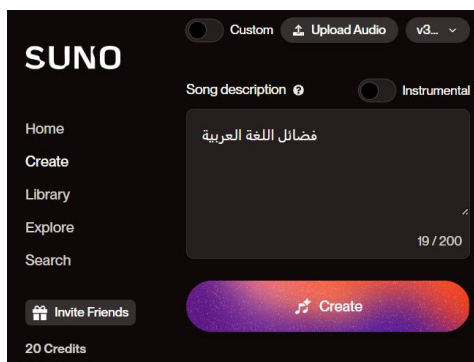 SUNO
Home
Create
Library
Explore
Search
Invite Friends
20 Credits
Custom
Upload Audio
v3...
Song description
Instrumental
فضائل اللغة العربية
19 / 200
Create